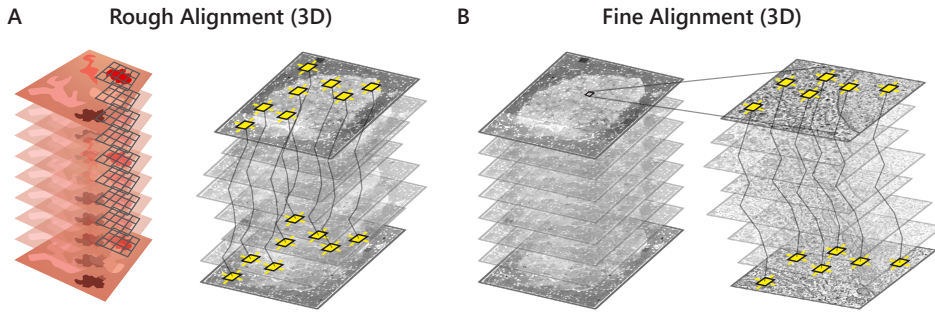 A
Rough Alignment (3D)
B
Fine Alignment (3D)